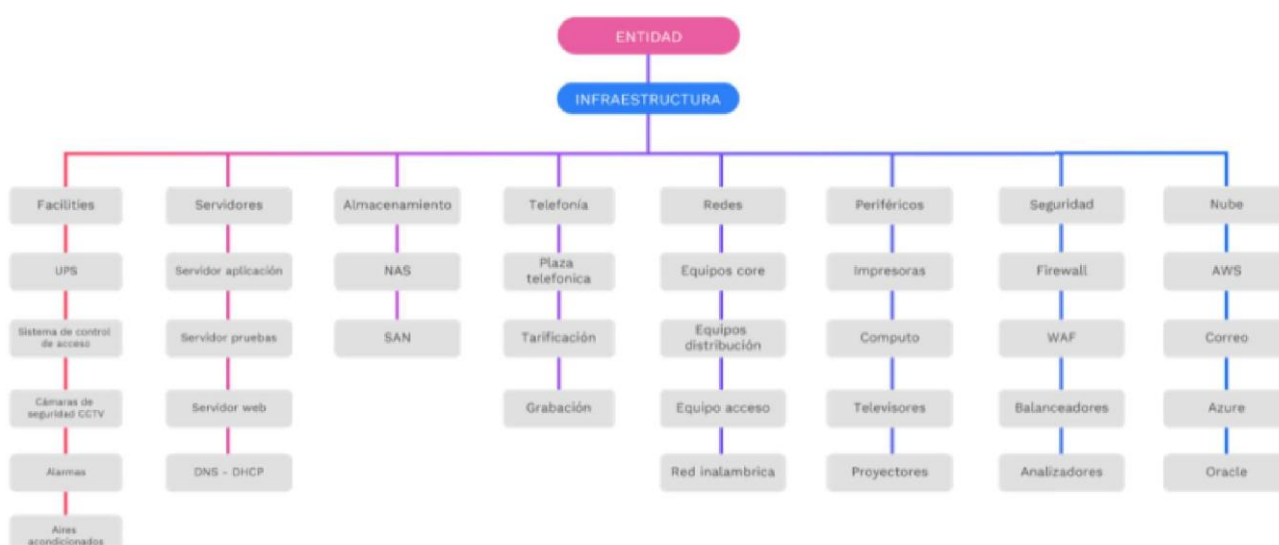 ENTIDAD
INFRAESTRUCTURA
Facilities
Servidores
Almacenamiento
Telefonía
Redes
Periféricos
Seguridad
Nube
UPS
Servidor aplicación
NAS
Plaza
telefonica
Equipos core
Impresoras
Firewall
AWS
Sistema de control
de acceso
Servidor pruebas
SAN
Tarificación
Equipos
distribución
Computo
WAF
Correo
Cámaras de
seguridad CCTV
Servidor web
Grabación
Equipo acceso
Televisores
Balanceadores
Azure
Alarmas
DNS - DHCP
Red inalambrica
Proyectores
Analizadores
Oracle
Aires
acondicionados